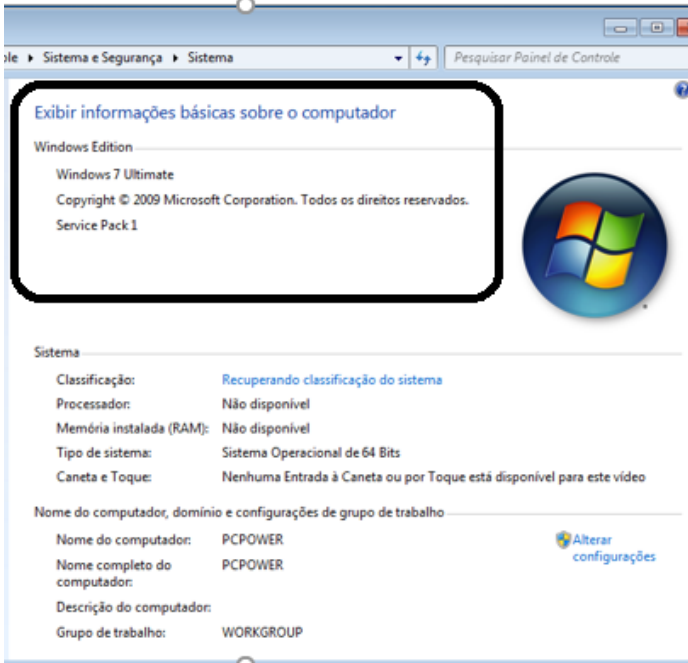 ole ▸ Sistema e Segurança ▸ Sistema
Pesquisar Painel de Controle
Exibir informações básicas sobre o computador
Windows Edition
Windows 7 Ultimate
Copyright © 2009 Microsoft Corporation. Todos os direitos reservados.
Service Pack 1
Sistema
Classificação: Recuperando classificação do sistema
Processador: Não disponível
Memória instalada (RAM): Não disponível
Tipo de sistema: Sistema Operacional de 64 Bits
Caneta e Toque: Nenhuma Entrada à Caneta ou por Toque está disponível para este vídeo
Nome do computador, domínio e configurações de grupo de trabalho
Nome do computador: PCPOWER
Alterar
configurações
Nome completo do
computador: PCPOWER
Descrição do computador:
Grupo de trabalho: WORKGROUP